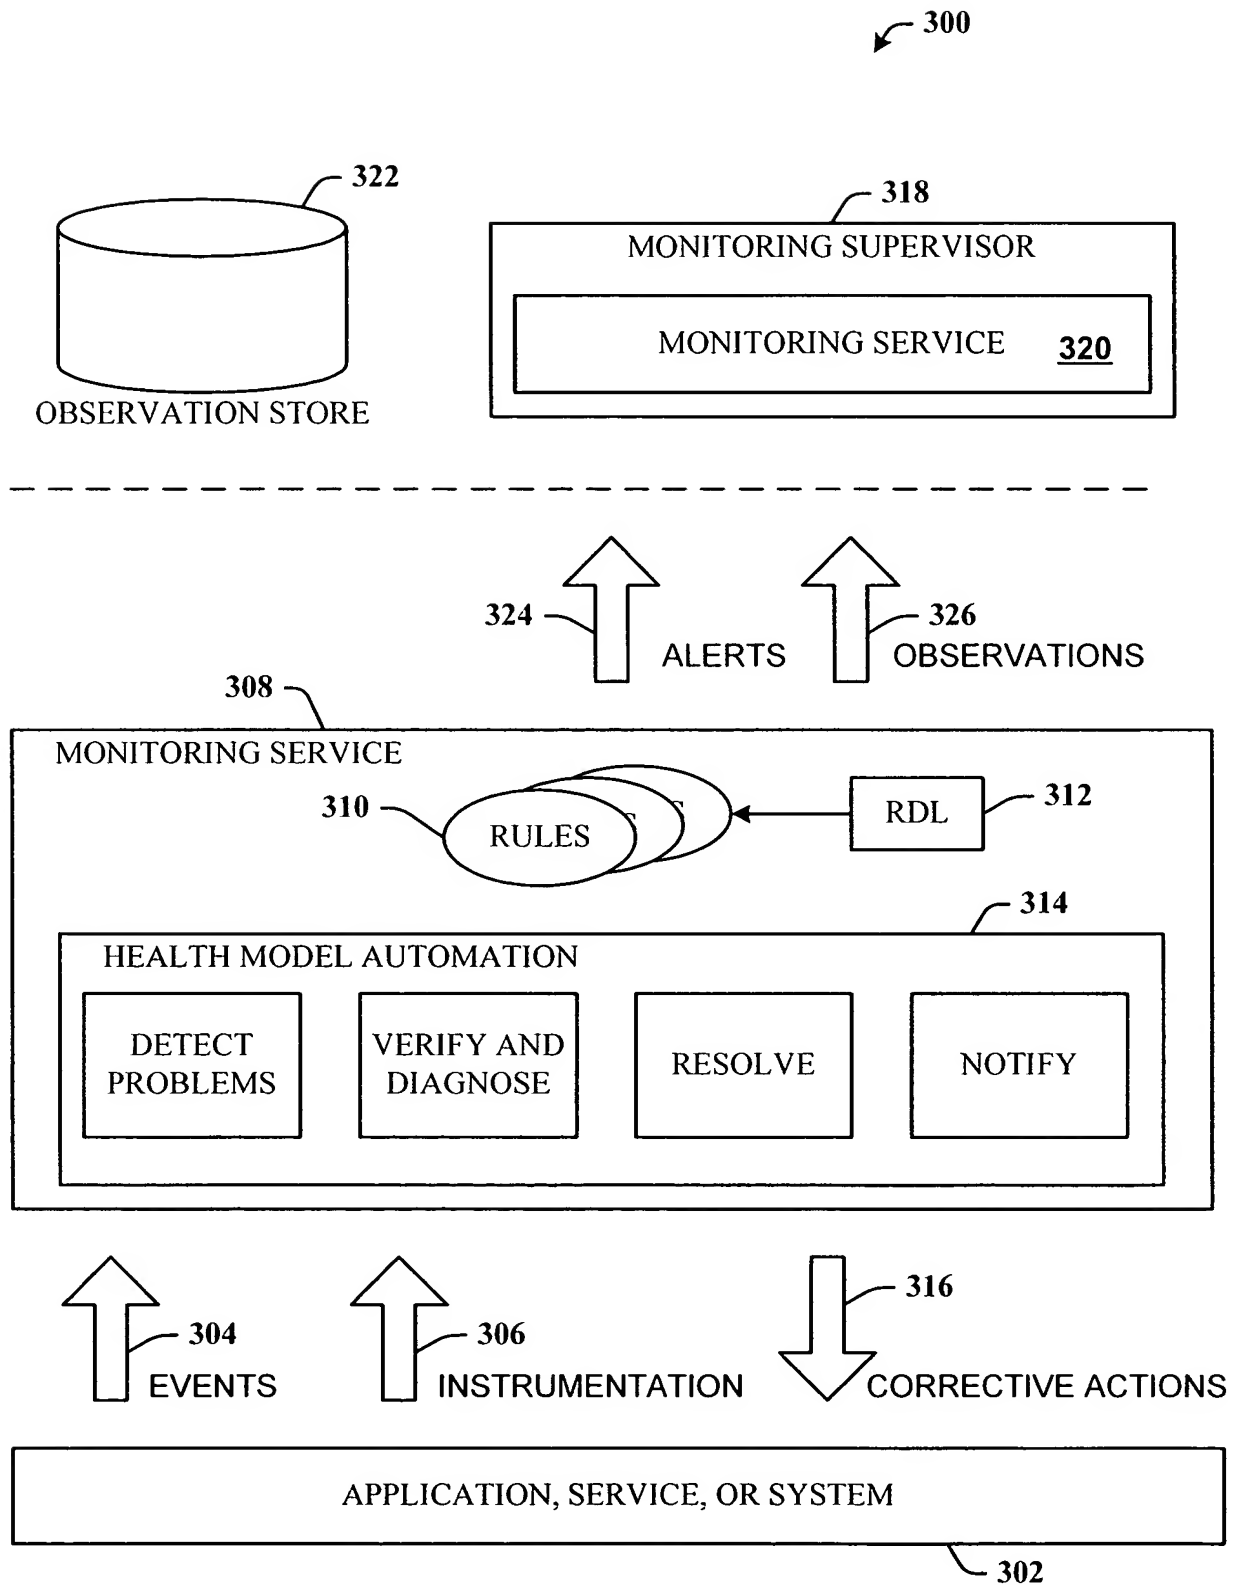 300
322
318
MONITORING SUPERVISOR
MONITORING SERVICE 320
OBSERVATION STORE
324
ALERTS
326
OBSERVATIONS
308
MONITORING SERVICE
310
RULES
S
S
RDL
312
314
HEALTH MODEL AUTOMATION
DETECT
PROBLEMS
VERIFY AND
DIAGNOSE
RESOLVE
NOTIFY
304
EVENTS
306
INSTRUMENTATION
316
CORRECTIVE ACTIONS
APPLICATION, SERVICE, OR SYSTEM
302